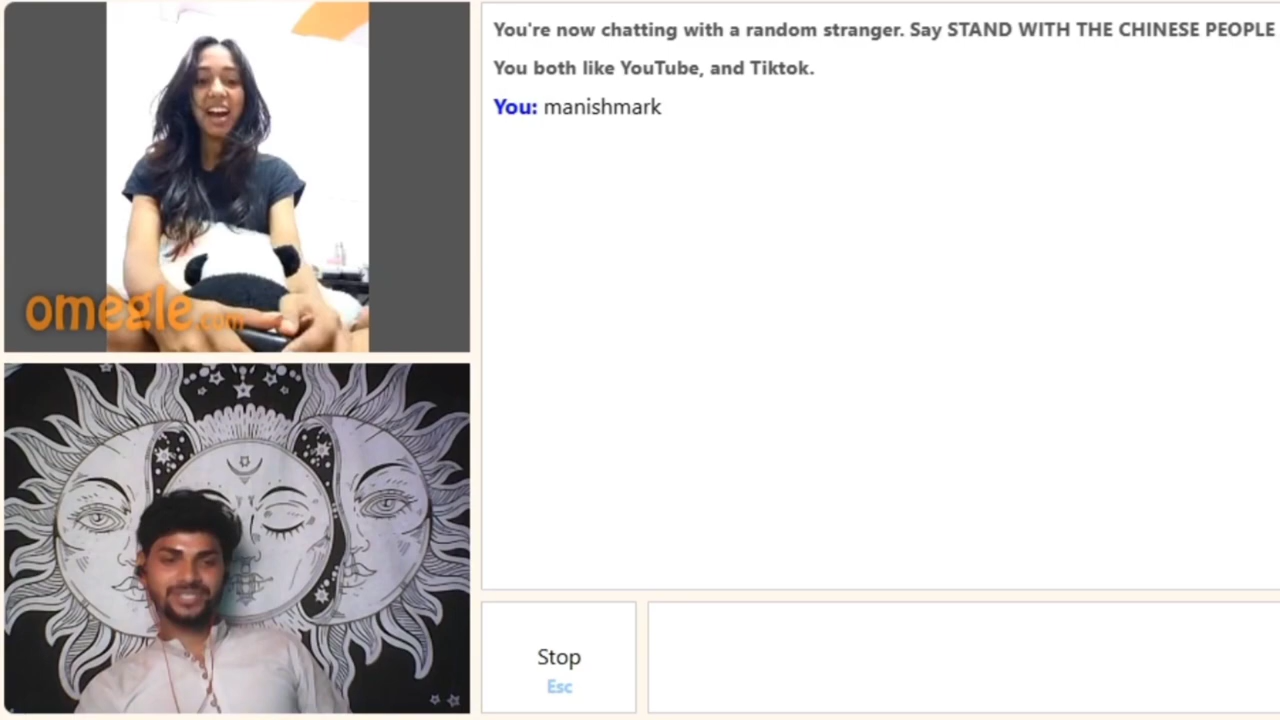 You're now chatting with a random stranger. Say STAND WITH THE CHINESE PEOPLE
You both like YouTube, and Tiktok.
You: manishmark
omegle.com
Stop
Esc